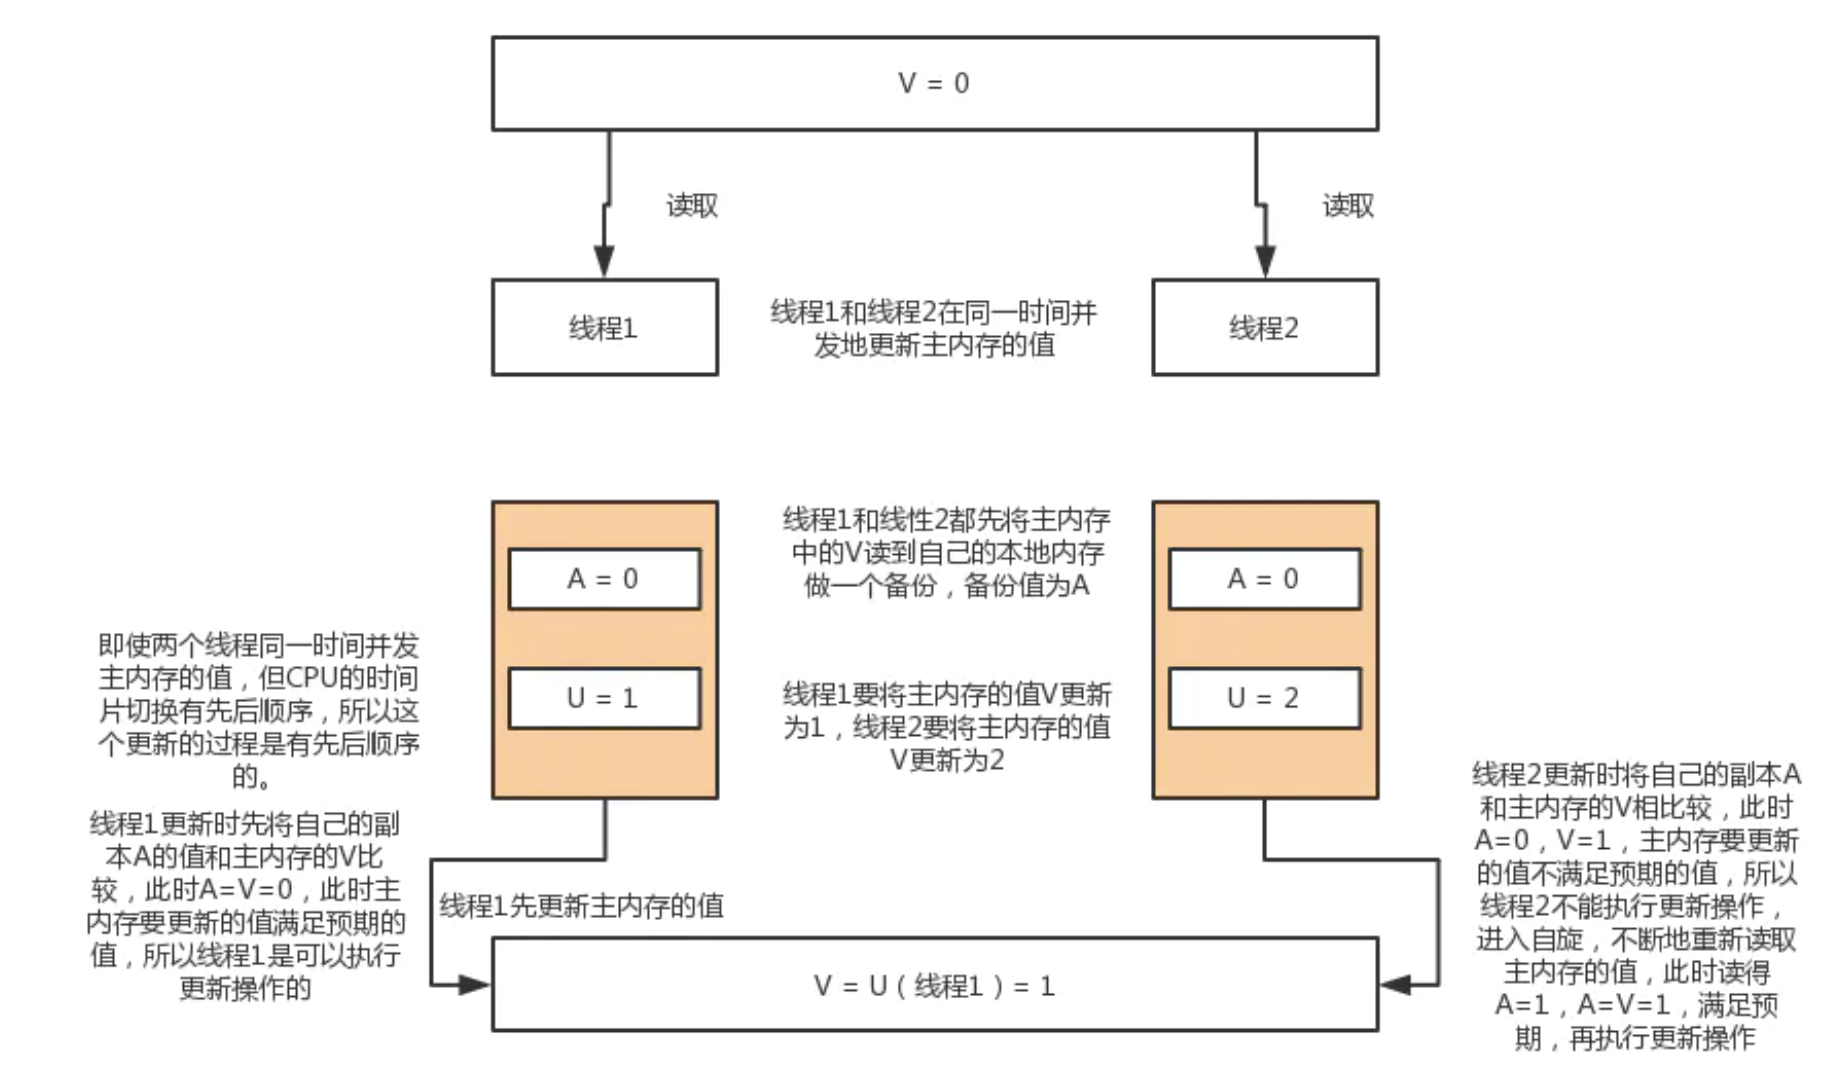 V = 0
读取
读取
线程1
线程1和线程2在同一时间并
发地更新主内存的值
线程2
线程1和线性2都先将主内存
中的V读到自己的本地内存
做一个备份，备份值为A
A = 0
A = 0
即使两个线程同一时间并发
主内存的值，但CPU的时间
片切换有先后顺序，所以这
个更新的过程是有先后顺序
的。
U = 1
线程1要将主内存的值V更新
为1，线程2要将主内存的值
V更新为2
U = 2
线程1更新时先将自己的副
本A的值和主内存的V比
较，此时A=V=0，此时主
内存要更新的值满足预期的
值，所以线程1是可以执行
更新操作的
线程1先更新主内存的值
线程2更新时将自己的副本A
和主内存的V相比较，此时
A=0，V=1，主内存要更新
的值不满足预期的值，所以
线程2不能执行更新操作，
进入自旋，不断地重新读取
主内存的值，此时读得
A=1，A=V=1，满足预
期，再执行更新操作
V = U（线程1）= 1